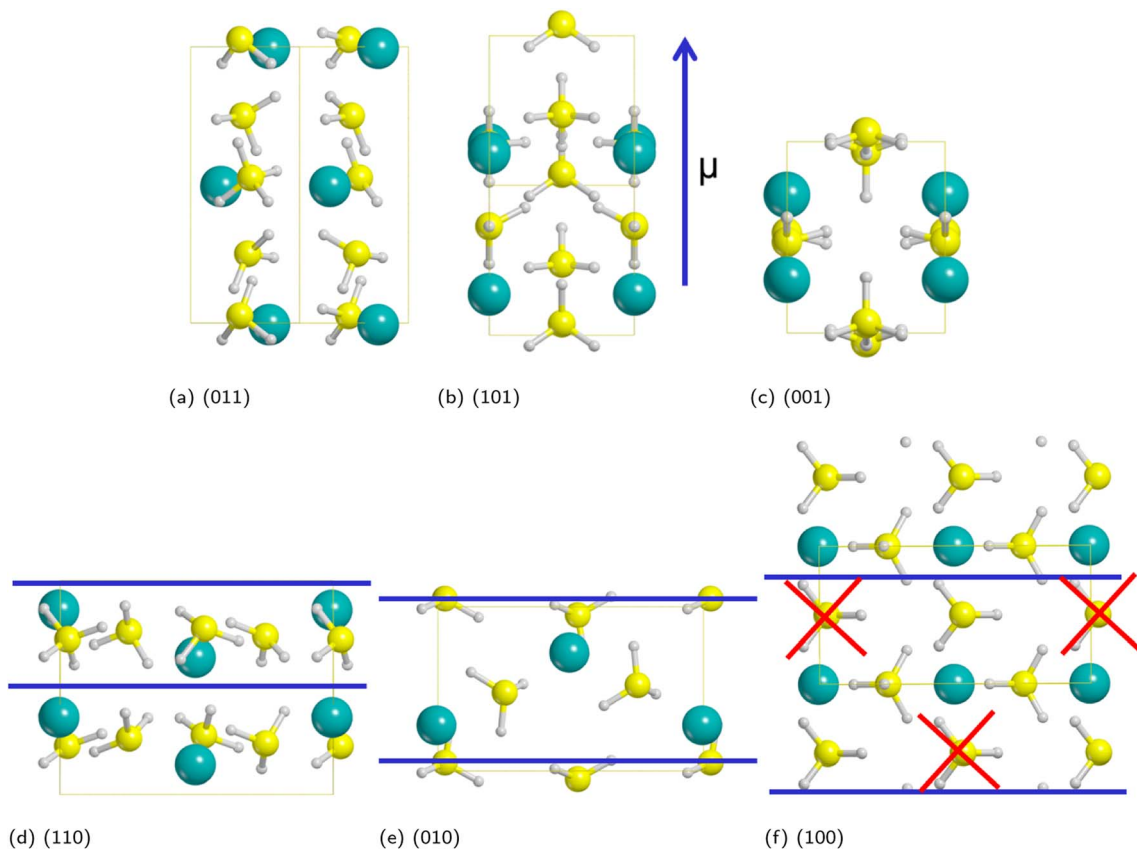 μ
(a) (011)
(b) (101)
(c) (001)
(d) (110)
(e) (010)
(f) (100)